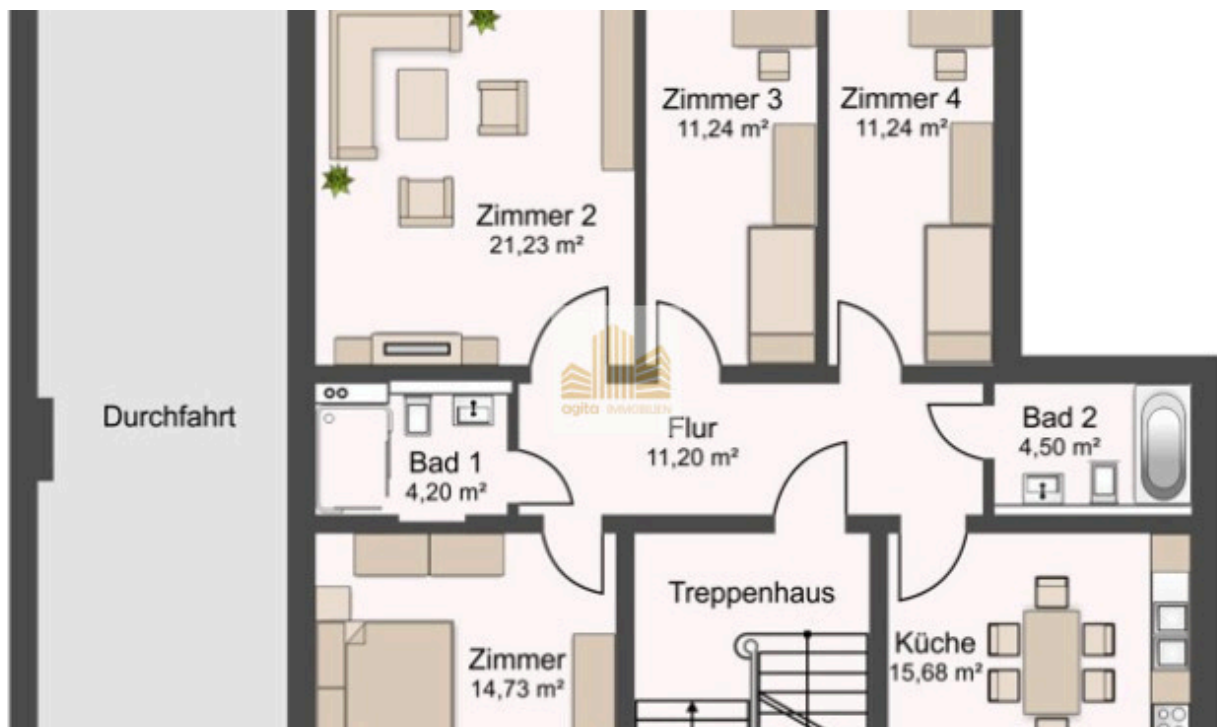 Zimmer 3
11,24 m²
Zimmer 4
11,24 m²
Zimmer 2
21,23 m²
Durchfahrt
agita IMMOBILIEN
Flur
11,20 m²
Bad 1
4,20 m²
Bad 2
4,50 m²
Treppenhaus
Zimmer
14,73 m²
Küche
15,68 m²